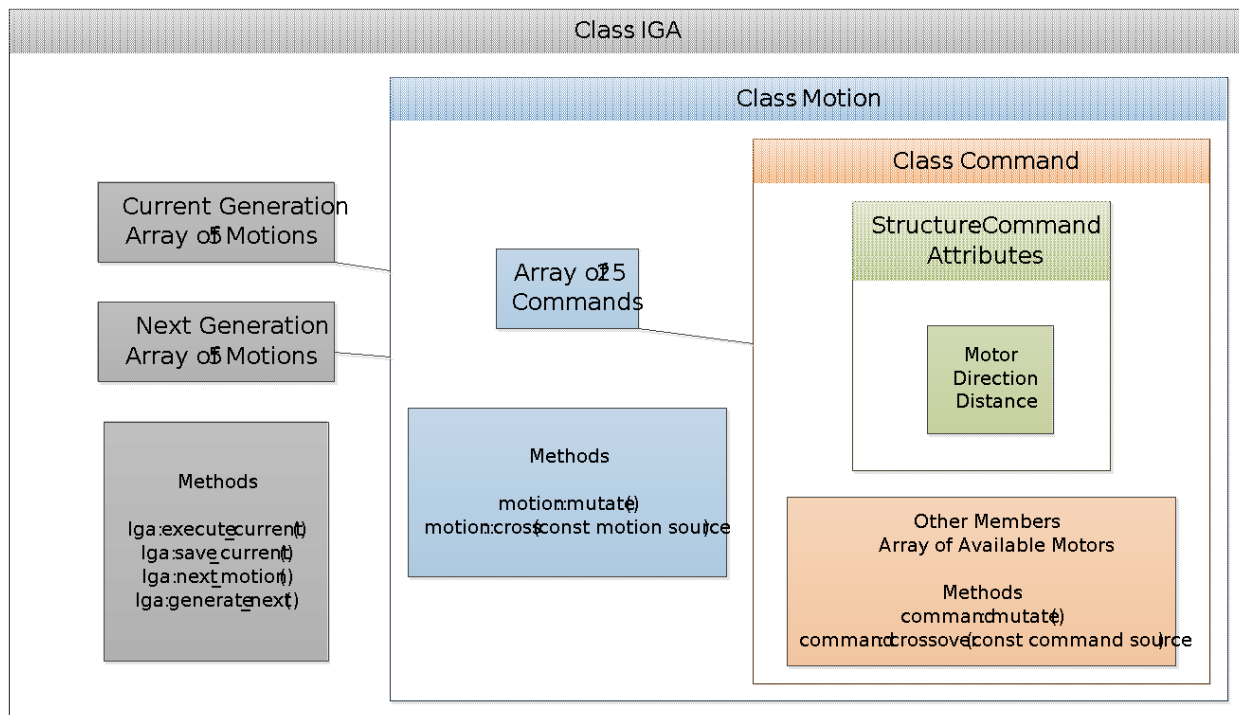 Class IGA
Class Motion
Class Command
Current Generation
Array of 5 Motions
Next Generation
Array of 5 Motions
Methods
Iga::execute_current()
Iga::save_current()
Iga::next_motion()
Iga::generate_next()
Array of 25
Commands
Methods
motion::mutate()
motion::cross(const motion source)
StructureCommand
Attributes
Motor
Direction
Distance
Other Members
Array of Available Motors
Methods
command::mutate()
command::crossover(const command source)